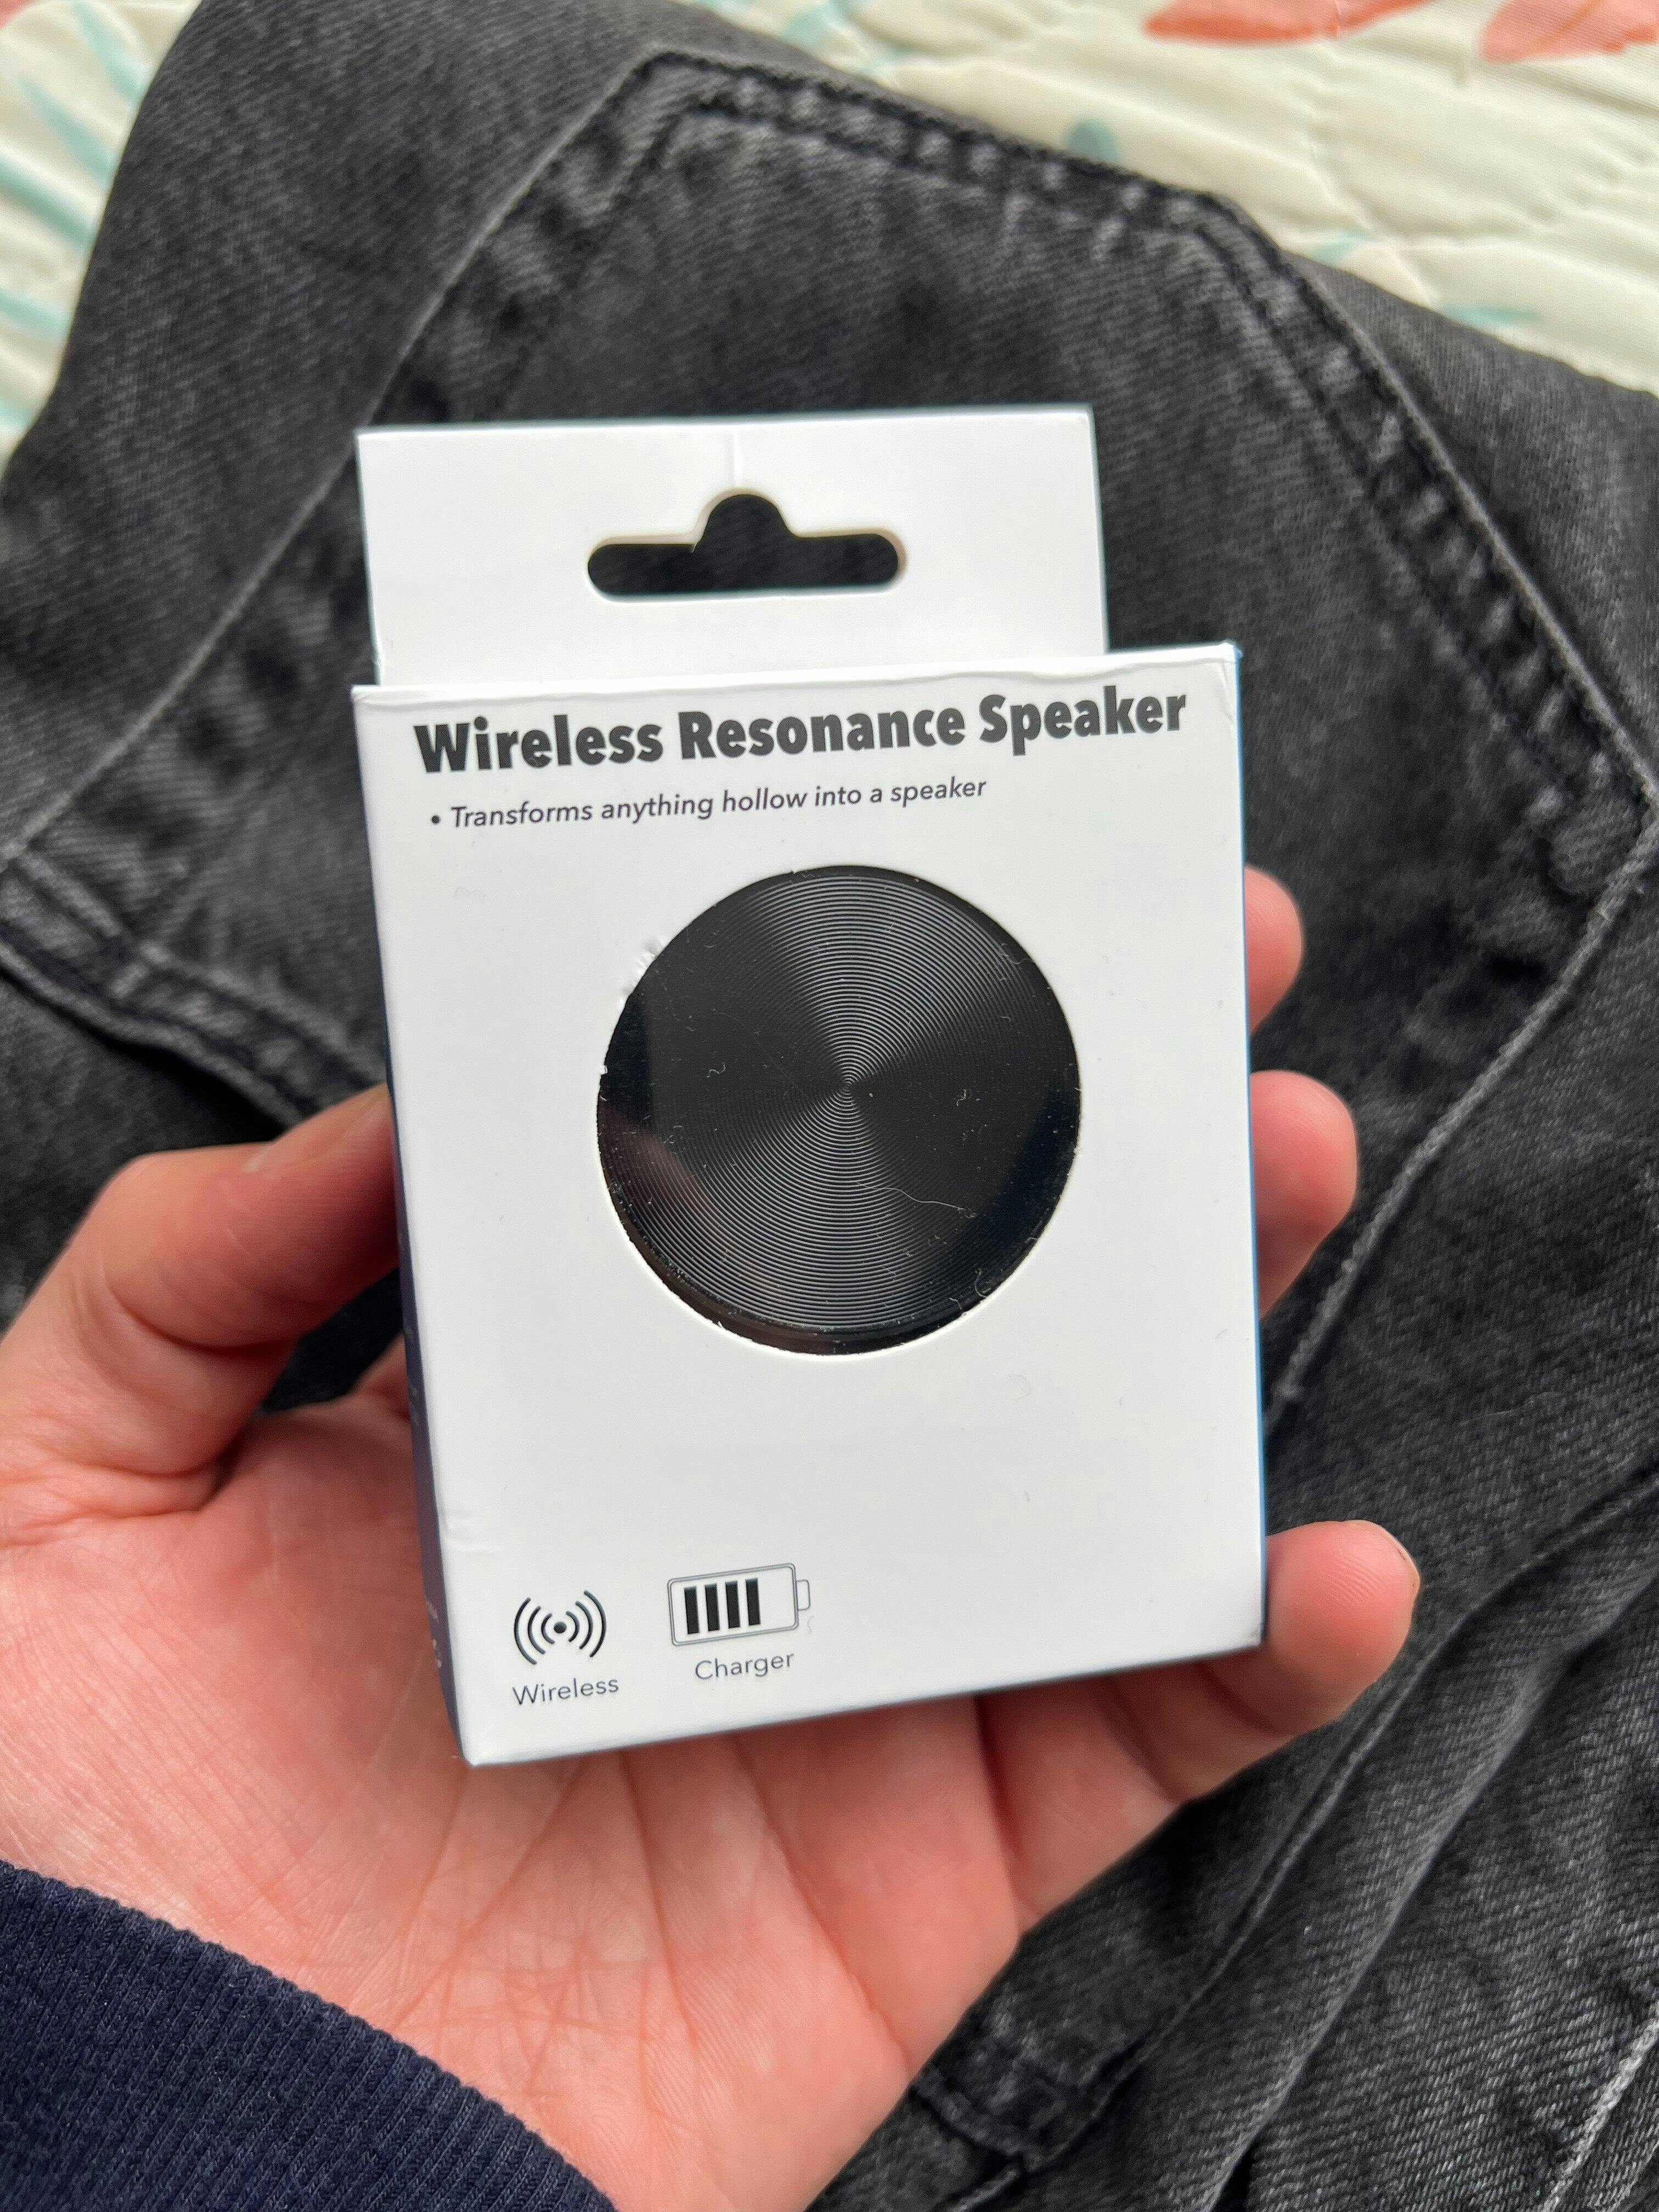 Wireless Resonance Speaker
• Transforms anything hollow into a speaker
Wireless
Charger